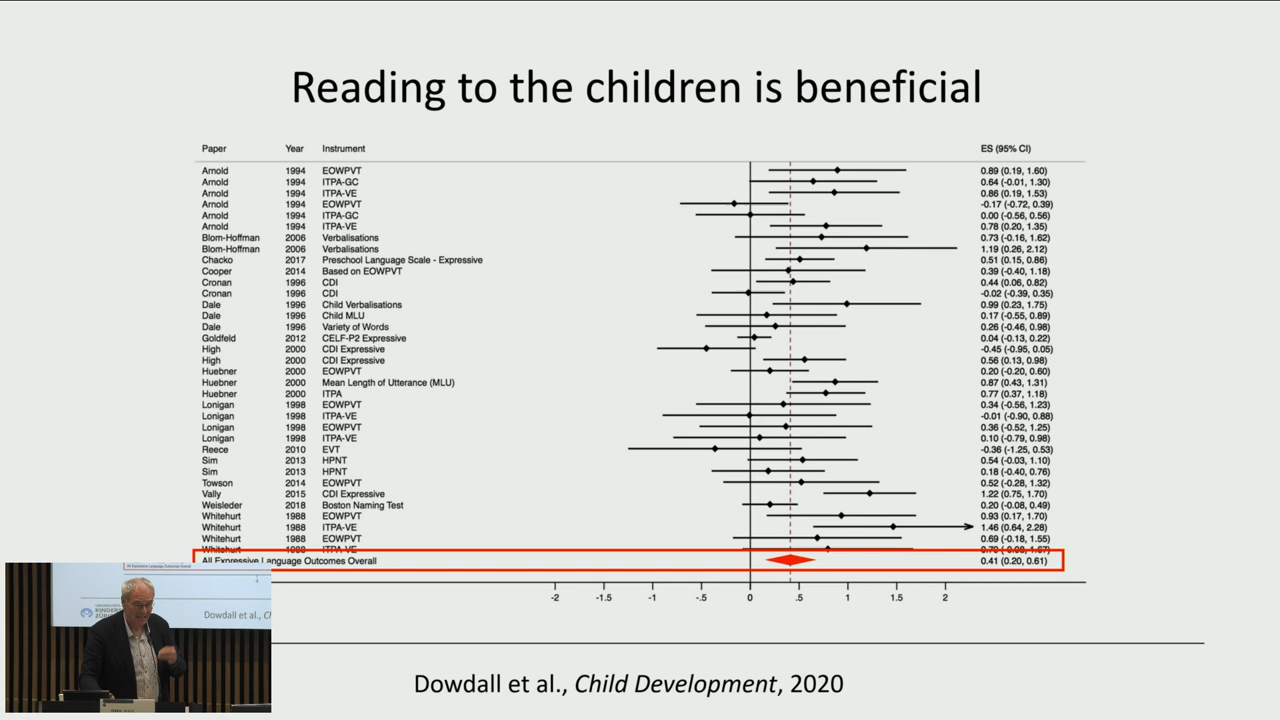 Reading to the children is beneficial
Paper Year Instrument ES (95% CI)
Arnold 1994 EOWPVT 0.89 (0.19, 1.60)
Arnold 1994 ITPA-GC 0.64 (-0.01, 1.30)
Arnold 1994 ITPA-VE 0.86 (0.19, 1.53)
Arnold 1994 EOWPVT -0.17 (-0.72, 0.39)
Arnold 1994 ITPA-GC 0.00 (-0.56, 0.56)
Arnold 1994 ITPA-VE 0.78 (0.20, 1.35)
Blom-Hoffman 2006 Verbalisations 0.73 (-0.16, 1.62)
Blom-Hoffman 2006 Verbalisations 1.19 (0.26, 2.12)
Chacko 2017 Preschool Language Scale - Expressive 0.51 (0.15, 0.86)
Cooper 2014 Based on EOWPVT 0.39 (-0.40, 1.18)
Cronan 1996 CDI 0.44 (0.06, 0.82)
Cronan 1996 CDI -0.02 (-0.39, 0.35)
Dale 1996 Child Verbalisations 0.99 (0.23, 1.75)
Dale 1996 Child MLU 0.17 (-0.55, 0.89)
Dale 1996 Variety of Words 0.26 (-0.46, 0.98)
Goldfeld 2012 CELF-P2 Expressive 0.04 (-0.13, 0.22)
High 2000 CDI Expressive -0.45 (-0.95, 0.05)
High 2000 CDI Expressive 0.56 (0.13, 0.98)
Huebner 2000 EOWPVT 0.20 (-0.20, 0.60)
Huebner 2000 Mean Length of Utterance (MLU) 0.87 (0.43, 1.31)
Huebner 2000 ITPA 0.77 (0.37, 1.18)
Lonigan 1998 EOWPVT 0.34 (-0.56, 1.23)
Lonigan 1998 ITPA-VE -0.01 (-0.90, 0.88)
Lonigan 1998 EOWPVT 0.36 (-0.52, 1.25)
Lonigan 1998 ITPA-VE 0.10 (-0.79, 0.98)
Reece 2010 EVT -0.36 (-1.25, 0.53)
Sim 2013 HPNT 0.54 (-0.03, 1.10)
Sim 2013 HPNT 0.18 (-0.40, 0.76)
Towson 2014 EOWPVT 0.52 (-0.28, 1.32)
Vally 2015 CDI Expressive 1.22 (0.75, 1.70)
Weisleder 2018 Boston Naming Test 0.20 (-0.08, 0.49)
Whitehurt 1988 EOWPVT 0.93 (0.17, 1.70)
Whitehurt 1988 ITPA-VE 1.46 (0.64, 2.28)
Whitehurt 1988 EOWPVT 0.69 (-0.18, 1.55)
Whitehurt 1988 ITPA-VE
All Expressive Language Outcomes Overall 0.41 (0.20, 0.61)
-2 -1.5 -1 -.5 0 .5 1 1.5 2
Dowdall et al.,
Dowdall et al., Child Development, 2020